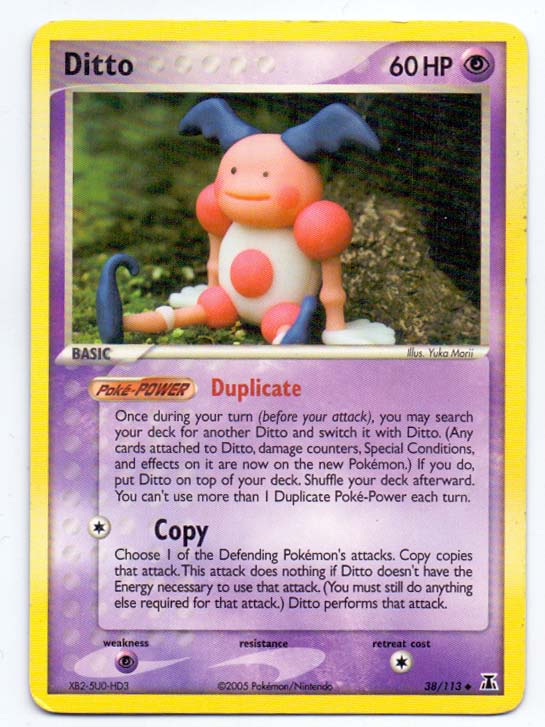 Ditto 60 HP
BASIC
Illus. Yuka Morii
Poké-POWER Duplicate
Once during your turn (before your attack), you may search
your deck for another Ditto and switch it with Ditto. (Any
cards attached to Ditto, damage counters, Special Conditions,
and effects on it are now on the new Pokémon.) If you do,
put Ditto on top of your deck. Shuffle your deck afterward.
You can't use more than 1 Duplicate Poké-Power each turn.
Copy
Choose 1 of the Defending Pokémon's attacks. Copy copies
that attack. This attack does nothing if Ditto doesn't have the
Energy necessary to use that attack. (You must still do anything
else required for that attack.) Ditto performs that attack.
weakness resistance retreat cost
XB2-5U0-HD3 ©2005 Pokémon/Nintendo 38/113